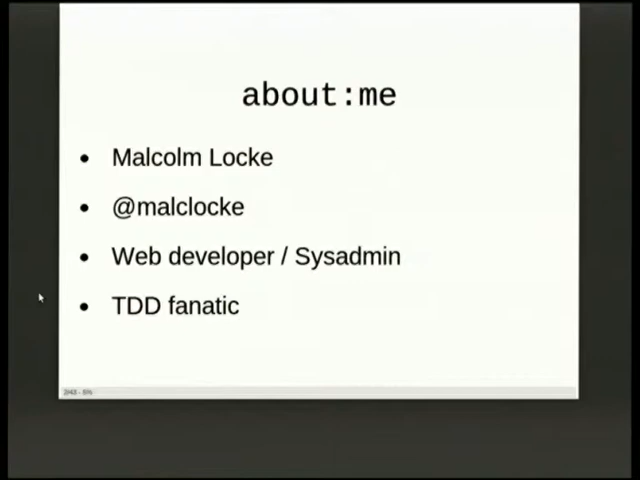 about:me
Malcolm Locke
@malclocke
Web developer / Sysadmin
TDD fanatic